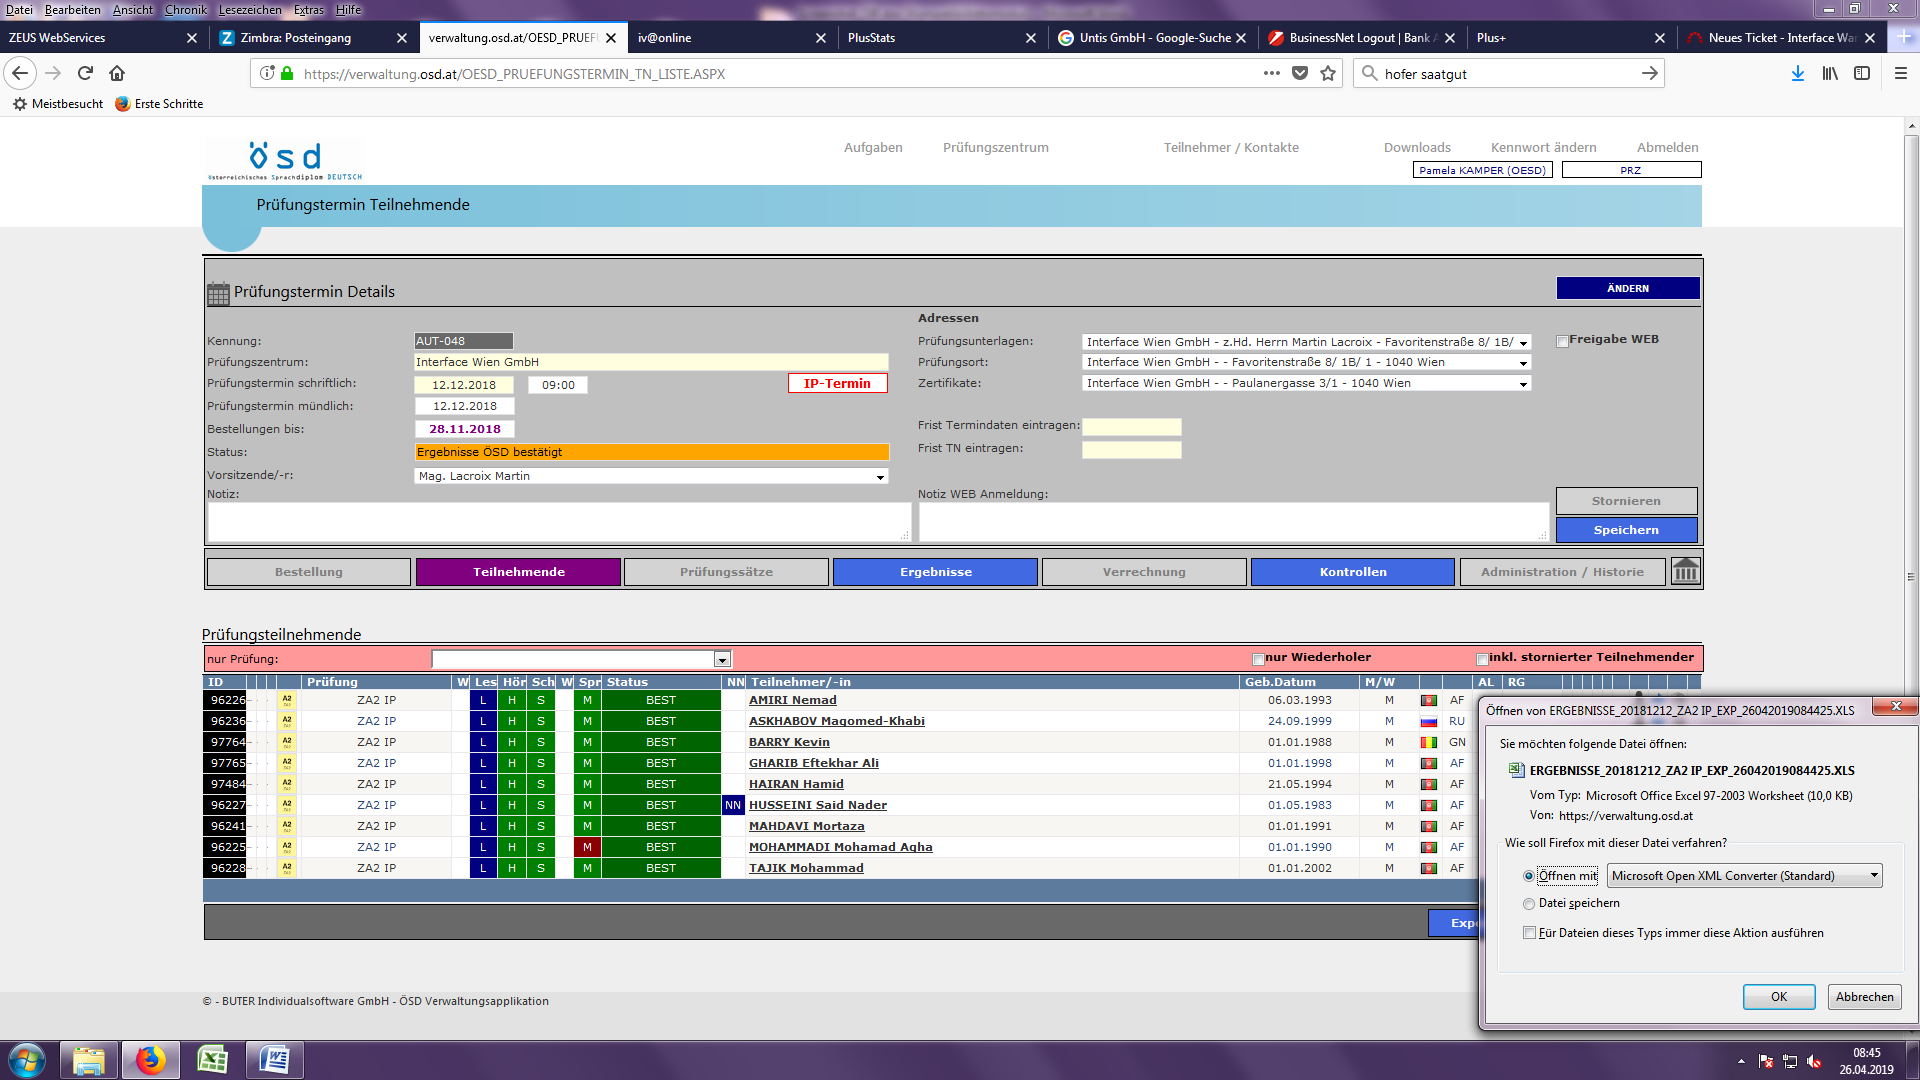 Datei Bearbeiten Ansicht Chronik Lesezeichen Extras Hilfe
ZEUS WebServices
Zimbra: Posteingang
verwaltung.osd.at/OESD_PRUEF
iv@online
PlusStats
Untis GmbH - Google-Suche
BusinessNet Logout | Bank A
Plus+
Neues Ticket - Interface Wa
https://verwaltung.osd.at/OESD_PRUEFUNGSTERMIN_TN_LISTE.ASPX
hofer saatgut
Meistbesucht Erste Schritte
ösd
österreichisches Sprachdiplom DEUTSCH
Aufgaben Prüfungszentrum Teilnehmer / Kontakte Downloads Kennwort ändern Abmelden
Pamela KAMPER (OESD) PRZ
Prüfungstermin Teilnehmende
Prüfungstermin Details ÄNDERN
Adressen
Kennung: AUT-048 Prüfungsunterlagen: Interface Wien GmbH - z.Hd. Herrn Martin Lacroix - Favoritenstraße 8/ 1B/ Freigabe WEB
Prüfungszentrum: Interface Wien GmbH Prüfungsort: Interface Wien GmbH - - Favoritenstraße 8/ 1B/ 1 - 1040 Wien
Prüfungstermin schriftlich: 12.12.2018 09:00 IP-Termin Zertifikate: Interface Wien GmbH - - Paulanergasse 3/1 - 1040 Wien
Prüfungstermin mündlich: 12.12.2018
Bestellungen bis: 28.11.2018 Frist Termindaten eintragen:
Status: Ergebnisse ÖSD bestätigt Frist TN eintragen:
Vorsitzende/-r: Mag. Lacroix Martin
Notiz: Notiz WEB Anmeldung:
Stornieren
Speichern
Bestellung Teilnehmende Prüfungssätze Ergebnisse Verrechnung Kontrollen Administration / Historie
Prüfungsteilnehmende
nur Prüfung: nur Wiederholer inkl. stornierter Teilnehmender
ID Prüfung W Les Hör Sch W Spr Status NN Teilnehmer/-in Geb.Datum M/W AL RG
96226 A2 ZA2 IP L H S M BEST AMIRI Nemad 06.03.1993 M AF
96236 A2 ZA2 IP L H S M BEST ASKHABOV Magomed-Khabi 24.09.1999 M RU
97764 A2 ZA2 IP L H S M BEST BARRY Kevin 01.01.1988 M GN
97765 A2 ZA2 IP L H S M BEST GHARIB Eftekhar Ali 01.01.1998 M AF
97484 A2 ZA2 IP L H S M BEST HAIRAN Hamid 21.05.1994 M AF
96227 A2 ZA2 IP L H S M BEST NN HUSSEINI Said Nader 01.05.1983 M AF
96241 A2 ZA2 IP L H S M BEST MAHDAVI Mortaza 01.01.1991 M AF
96225 A2 ZA2 IP L H S M BEST MOHAMMADI Mohamad Agha 01.01.1990 M AF
96228 A2 ZA2 IP L H S M BEST TAJIK Mohammad 01.01.2002 M AF
Expo
© - BUTER Individualsoftware GmbH - ÖSD Verwaltungsapplikation
Öffnen von ERGEBNISSE_20181212_ZA2 IP_EXP_26042019084425.XLS
Sie möchten folgende Datei öffnen:
ERGEBNISSE_20181212_ZA2 IP_EXP_26042019084425.XLS
Vom Typ: Microsoft Office Excel 97-2003 Worksheet (10,0 KB)
Von: https://verwaltung.osd.at
Wie soll Firefox mit dieser Datei verfahren?
Öffnen mit Microsoft Open XML Converter (Standard)
Datei speichern
Für Dateien dieses Typs immer diese Aktion ausführen
OK Abbrechen
08:45
26.04.2019